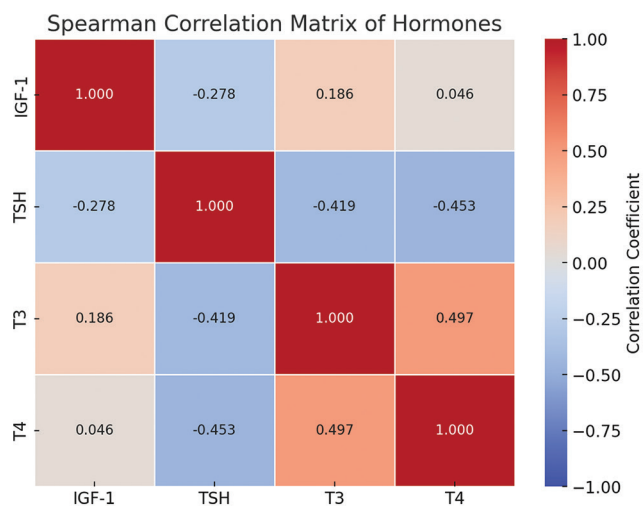 Spearman Correlation Matrix of Hormones
IGF-1 1.000 -0.278 0.186 0.046
TSH -0.278 1.000 -0.419 -0.453
T3 0.186 -0.419 1.000 0.497
T4 0.046 -0.453 0.497 1.000
IGF-1 TSH T3 T4
1.00
0.75
0.50
0.25
0.00
−0.25
−0.50
−0.75
−1.00
Correlation Coefficient